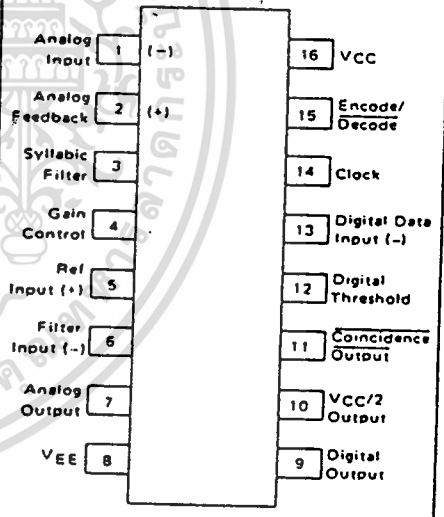 Analog
Input
1
(-)
Analog
Feedback
2
(+)
Syllabic
Filter
3
Gain
Control
4
Ref
Input (+)
5
Filter
Input (-)
6
Analog
Output
7
VEE
8
16
VCC
15
Encode/
Decode
14
Clock
13
Digital Data
Input (-)
12
Digital
Threshold
11
Coincidence
Output
10
VCC/2
Output
9
Digital
Output